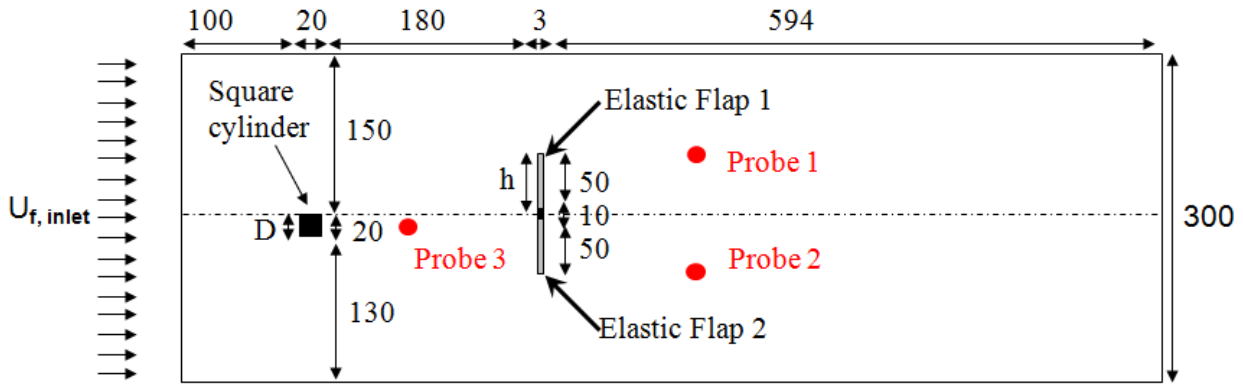 100 20 180 3 594
Square
cylinder
150
Elastic Flap 1
h
50
Probe 1
U_f, inlet
D
20
10
300
Probe 3
50
Probe 2
130
Elastic Flap 2